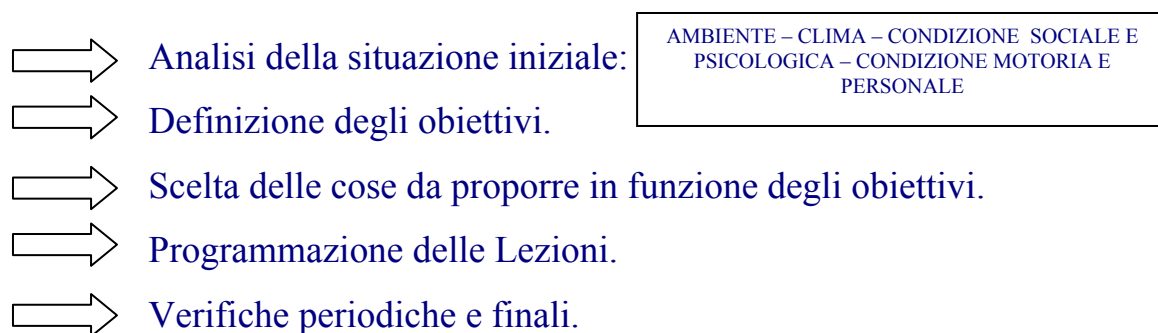 Analisi della situazione iniziale:
AMBIENTE – CLIMA – CONDIZIONE SOCIALE E
PSICOLOGICA – CONDIZIONE MOTORIA E
PERSONALE
Definizione degli obiettivi.
Scelta delle cose da proporre in funzione degli obiettivi.
Programmazione delle Lezioni.
Verifiche periodiche e finali.